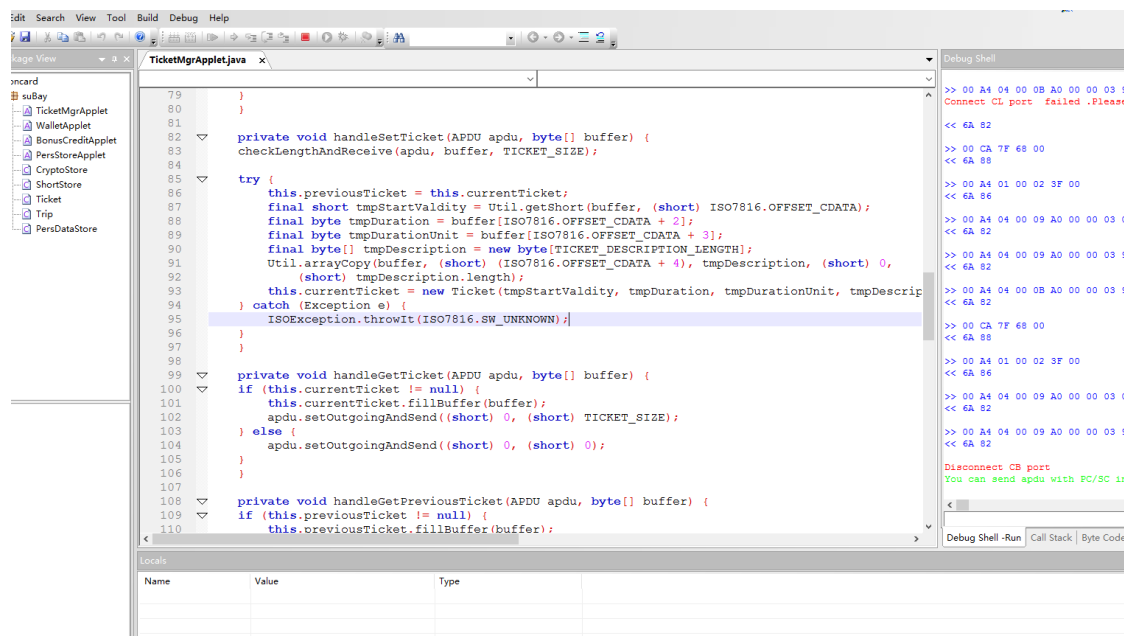 Edit Search View Tool Build Debug Help
kage View
TicketMgrApplet.java x
Debug Shell
oncard
suBay
TicketMgrApplet
WalletApplet
BonusCreditApplet
PersStoreApplet
CryptoStore
ShortStore
Ticket
Trip
PersDataStore
79 }
80 }
81
82 private void handleSetTicket(APDU apdu, byte[] buffer) {
83 checkLengthAndReceive(apdu, buffer, TICKET_SIZE);
84
85 try {
86 this.previousTicket = this.currentTicket;
87 final short tmpStartValdity = Util.getShort(buffer, (short) ISO7816.OFFSET_CDATA);
88 final byte tmpDuration = buffer[ISO7816.OFFSET_CDATA + 2];
89 final byte tmpDurationUnit = buffer[ISO7816.OFFSET_CDATA + 3];
90 final byte[] tmpDescription = new byte[TICKET_DESCRIPTION_LENGTH];
91 Util.arrayCopy(buffer, (short) (ISO7816.OFFSET_CDATA + 4), tmpDescription, (short) 0,
92 (short) tmpDescription.length);
93 this.currentTicket = new Ticket(tmpStartValdity, tmpDuration, tmpDurationUnit, tmpDescrip
94 } catch (Exception e) {
95 ISOException.throwIt(ISO7816.SW_UNKNOWN);
96 }
97 }
98
99 private void handleGetTicket(APDU apdu, byte[] buffer) {
100 if (this.currentTicket != null) {
101 this.currentTicket.fillBuffer(buffer);
102 apdu.setOutgoingAndSend((short) 0, (short) TICKET_SIZE);
103 } else {
104 apdu.setOutgoingAndSend((short) 0, (short) 0);
105 }
106 }
107
108 private void handleGetPreviousTicket(APDU apdu, byte[] buffer) {
109 if (this.previousTicket != null) {
110 this.previousTicket.fillBuffer(buffer);
>> 00 A4 04 00 0B A0 00 00 03 9
Connect CL port failed .Please
<< 6A 82
>> 00 CA 7F 68 00
<< 6A 88
>> 00 A4 01 00 02 3F 00
<< 6A 86
>> 00 A4 04 00 09 A0 00 00 03 0
<< 6A 82
>> 00 A4 04 00 09 A0 00 00 03 9
<< 6A 82
>> 00 A4 04 00 0B A0 00 00 03 9
<< 6A 82
>> 00 CA 7F 68 00
<< 6A 88
>> 00 A4 01 00 02 3F 00
<< 6A 86
>> 00 A4 04 00 09 A0 00 00 03 0
<< 6A 82
>> 00 A4 04 00 09 A0 00 00 03 9
<< 6A 82
Disconnect CB port
You can send apdu with PC/SC in
Debug Shell -Run Call Stack Byte Code
Locals
Name Value Type